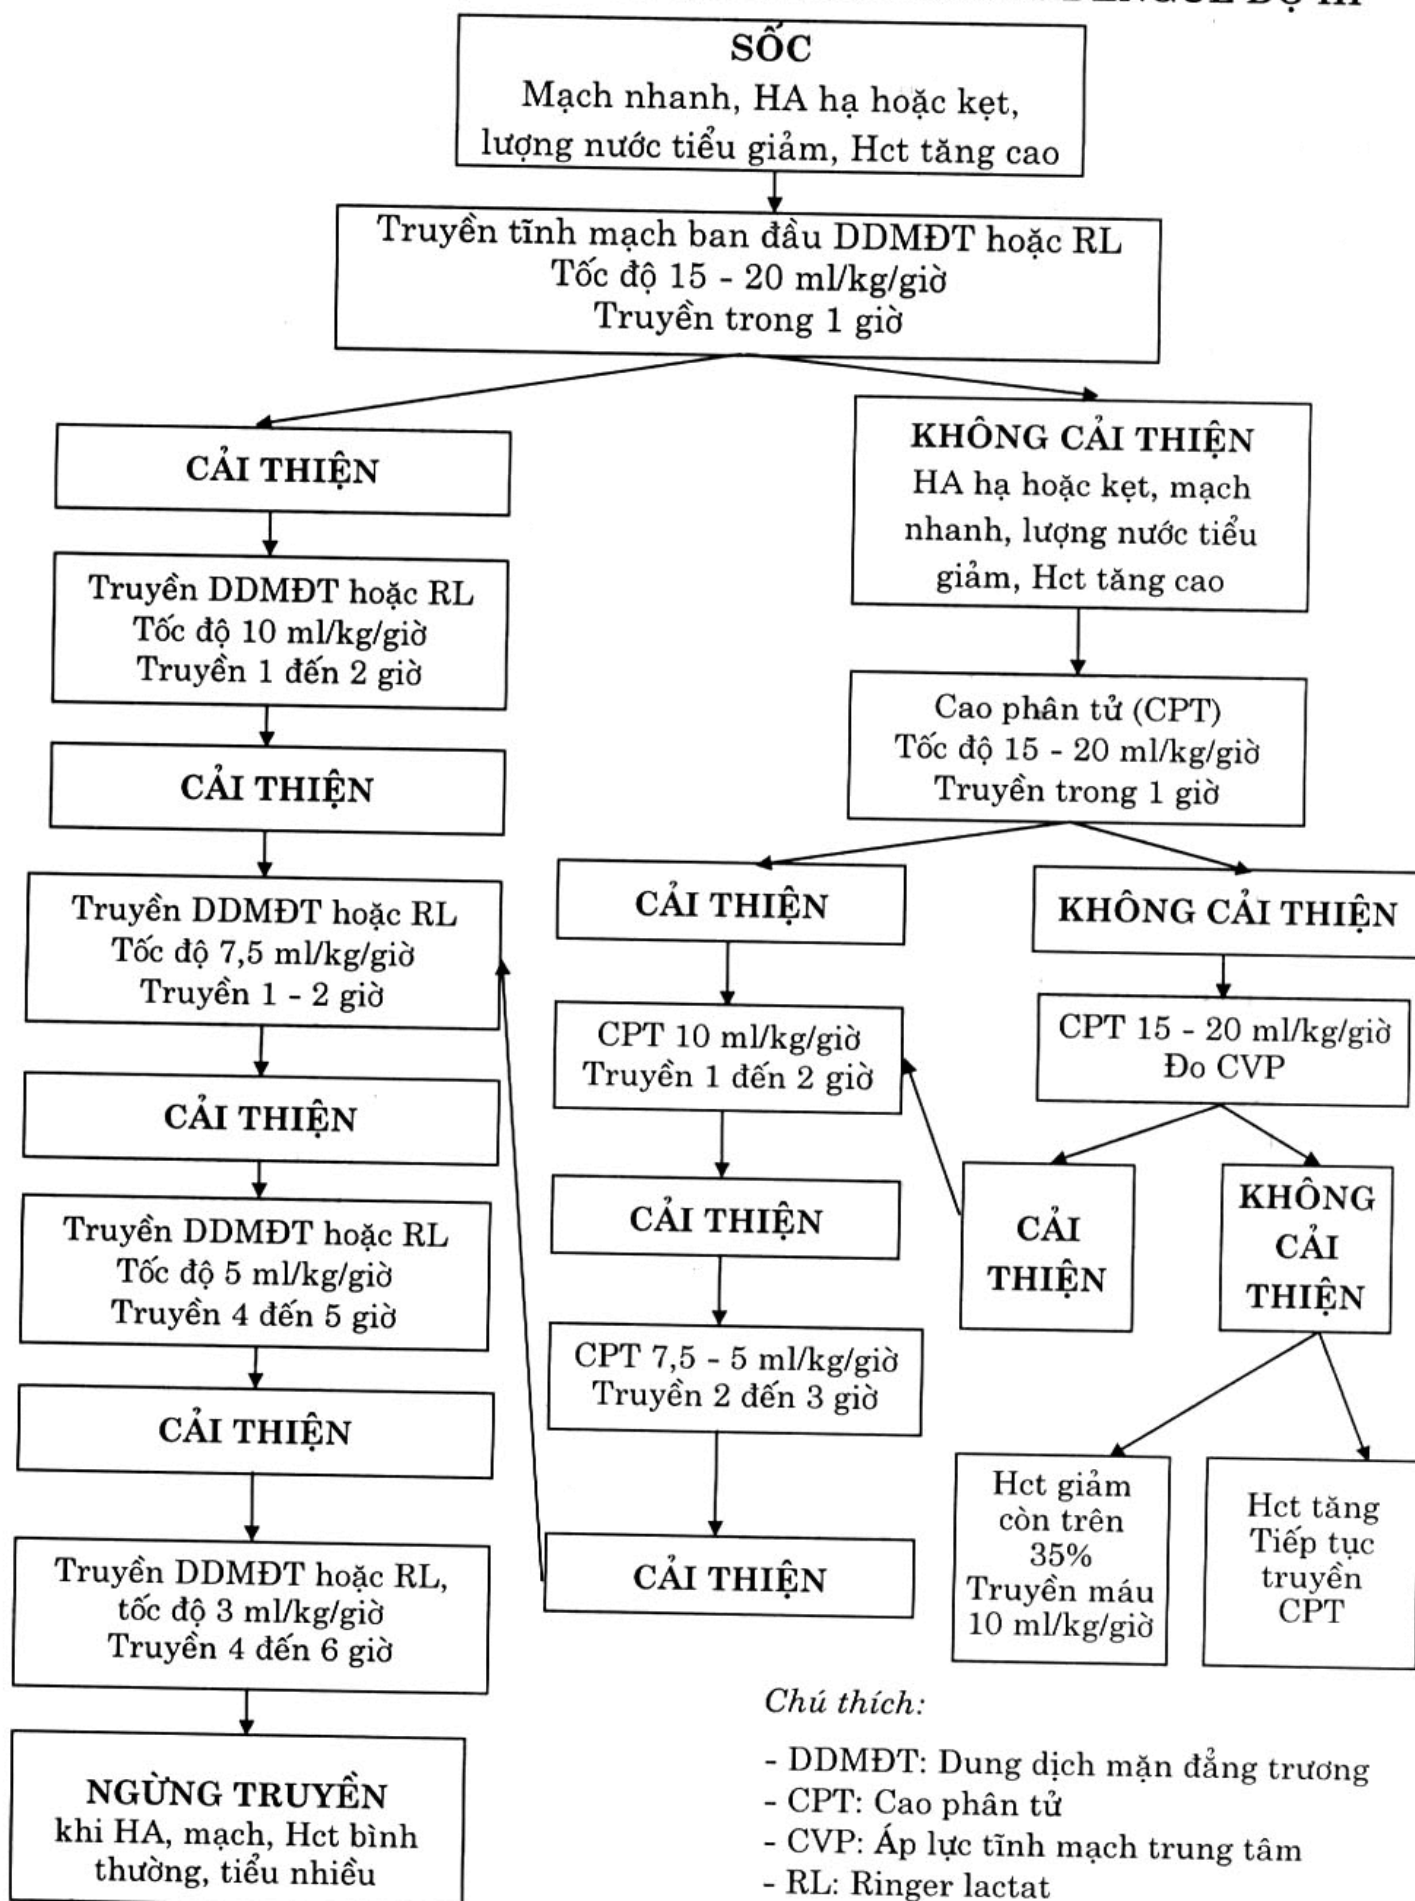 DENGUE ĐỘ III
SỐC
Mạch nhanh, HA hạ hoặc kẹt,
lượng nước tiểu giảm, Hct tăng cao
Truyền tĩnh mạch ban đầu DDMĐT hoặc RL
Tốc độ 15 - 20 ml/kg/giờ
Truyền trong 1 giờ
CẢI THIỆN
Truyền DDMĐT hoặc RL
Tốc độ 10 ml/kg/giờ
Truyền 1 đến 2 giờ
CẢI THIỆN
Truyền DDMĐT hoặc RL
Tốc độ 7,5 ml/kg/giờ
Truyền 1 - 2 giờ
CẢI THIỆN
Truyền DDMĐT hoặc RL
Tốc độ 5 ml/kg/giờ
Truyền 4 đến 5 giờ
CẢI THIỆN
Truyền DDMĐT hoặc RL,
tốc độ 3 ml/kg/giờ
Truyền 4 đến 6 giờ
NGỪNG TRUYỀN
khi HA, mạch, Hct bình
thường, tiểu nhiều
KHÔNG CẢI THIỆN
HA hạ hoặc kẹt, mạch
nhanh, lượng nước tiểu
giảm, Hct tăng cao
Cao phân tử (CPT)
Tốc độ 15 - 20 ml/kg/giờ
Truyền trong 1 giờ
CẢI THIỆN
CPT 10 ml/kg/giờ
Truyền 1 đến 2 giờ
CẢI THIỆN
CPT 7,5 - 5 ml/kg/giờ
Truyền 2 đến 3 giờ
CẢI THIỆN
KHÔNG CẢI THIỆN
CPT 15 - 20 ml/kg/giờ
Đo CVP
CẢI
THIỆN
KHÔNG
CẢI
THIỆN
Hct giảm
còn trên
35%
Truyền máu
10 ml/kg/giờ
Hct tăng
Tiếp tục
truyền
CPT
Chú thích:
- DDMĐT: Dung dịch mặn đẳng trương
- CPT: Cao phân tử
- CVP: Áp lực tĩnh mạch trung tâm
- RL: Ringer lactat